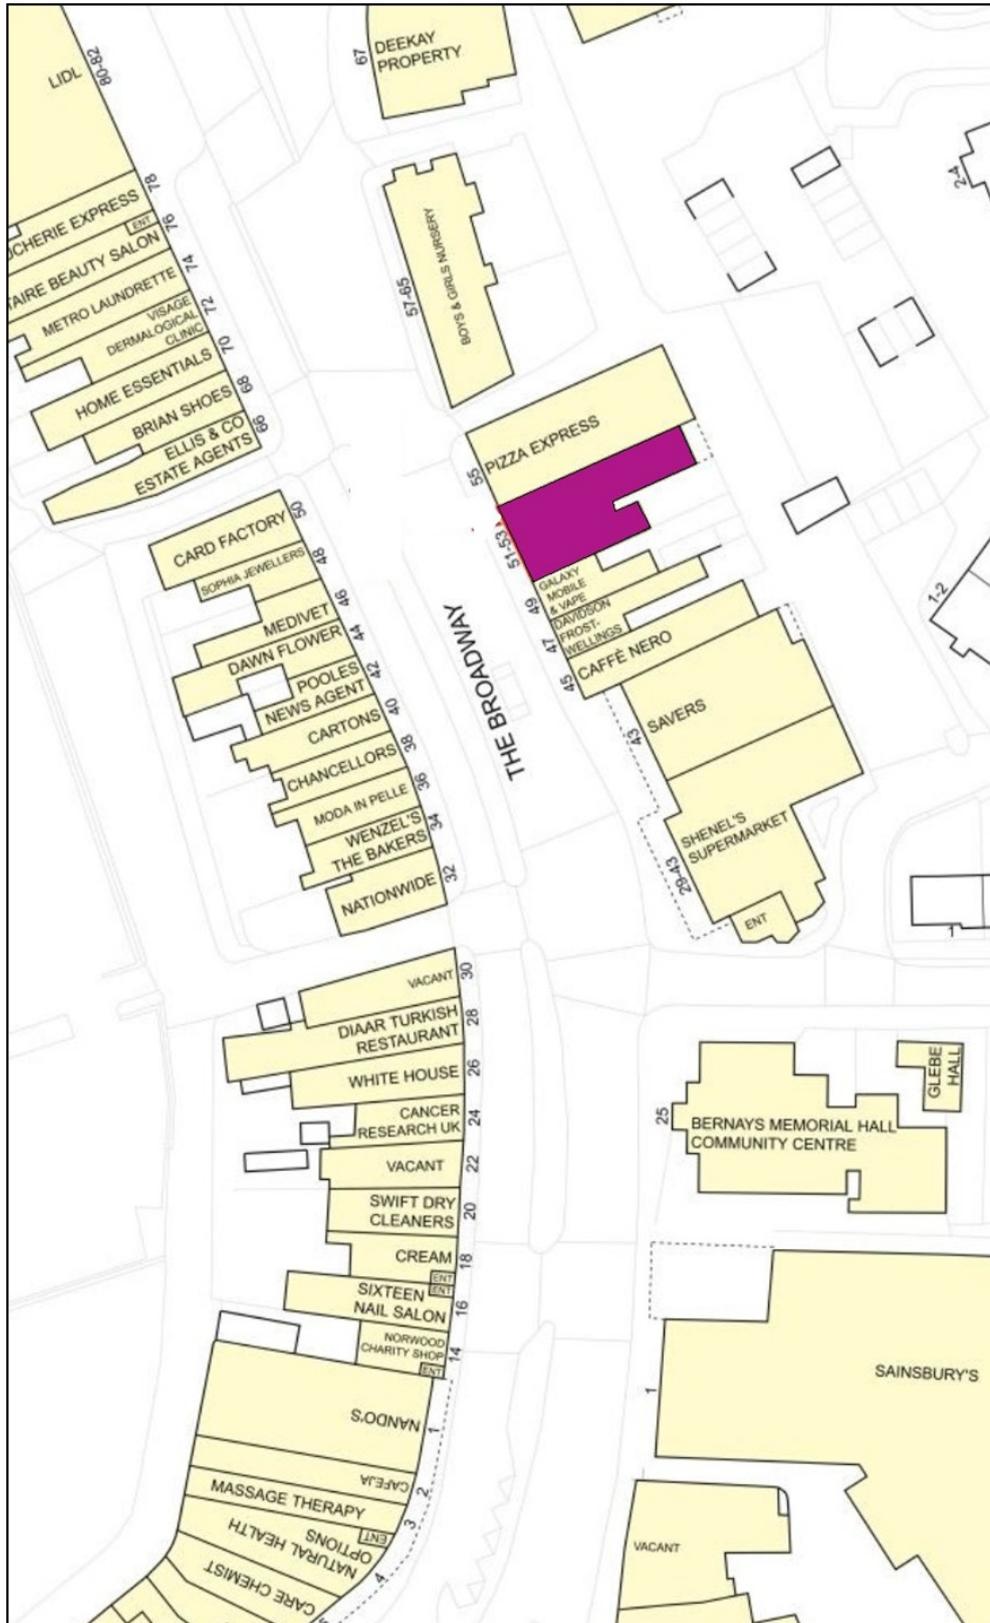 LIDL
80-82
78
UCHERIE EXPRESS
ENT
76
TAIRE BEAUTY SALON
74
METRO LAUNDRETTE
72
VISAGE
DERMALOGICAL
CLINIC
70
HOME ESSENTIALS
68
BRIAN SHOES
66
ELLIS & CO
ESTATE AGENTS
67
DEEKAY
PROPERTY
57-65
BOYS & GIRLS NURSERY
2-4
55
PIZZA EXPRESS
51-53
49
GALAXY
MOBILE
& VAPE
47
DAVIDSON
FROST-
WELLINGS
45
CAFFÈ NERO
1-2
43
SAVERS
29-43
SHENEL'S
SUPERMARKET
ENT
1
THE BROADWAY
50
CARD FACTORY
48
SOPHIA JEWELLERS
46
MEDIVET
44
DAWN FLOWER
42
POOLES
NEWS AGENT
40
CARTONS
38
CHANCELLORS
36
MODA IN PELLE
34
WENZEL'S
THE BAKERS
32
NATIONWIDE
30
VACANT
28
DIAAR TURKISH
RESTAURANT
26
WHITE HOUSE
24
CANCER
RESEARCH UK
22
VACANT
20
SWIFT DRY
CLEANERS
18
CREAM
ENT
ENT
16
SIXTEEN
NAIL SALON
14
NORWOOD
CHARITY SHOP
ENT
25
BERNAYS MEMORIAL HALL
COMMUNITY CENTRE
GLEBE
HALL
1
SAINSBURY'S
VACANT
1
NANDO'S
2
CAFEJA
3
MASSAGE THERAPY
ENT
4
NATURAL HEALTH
OPTIONS
CARE CHEMIST